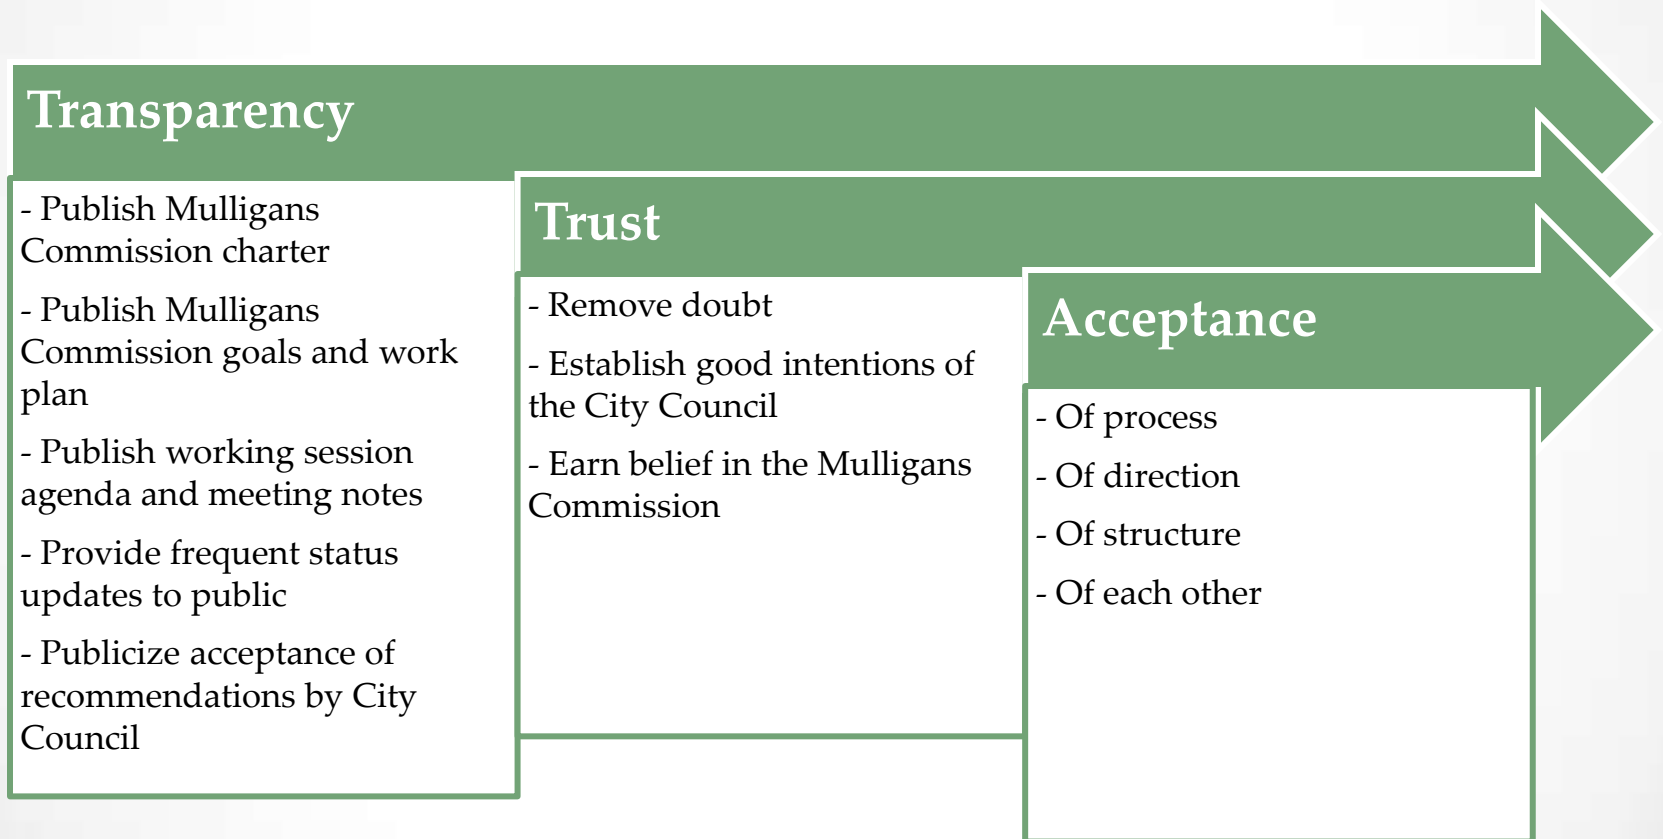 Transparency
- Publish Mulligans
Commission charter
- Publish Mulligans
Commission goals and work
plan
- Publish working session
agenda and meeting notes
- Provide frequent status
updates to public
- Publicize acceptance of
recommendations by City
Council
Trust
- Remove doubt
- Establish good intentions of
the City Council
- Earn belief in the Mulligans
Commission
Acceptance
- Of process
- Of direction
- Of structure
- Of each other